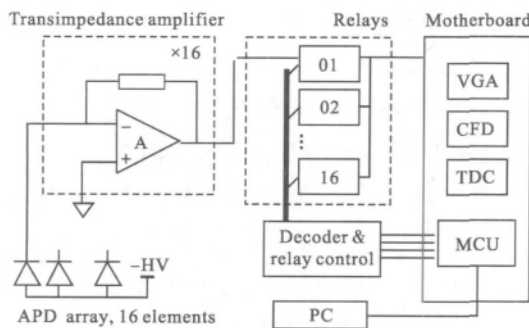 Transimpedance amplifier
×16
−
A
+
Relays
01
02
⋮
16
Motherboard
VGA
CFD
TDC
MCU
Decoder &
relay control
−HV
APD array, 16 elements
PC